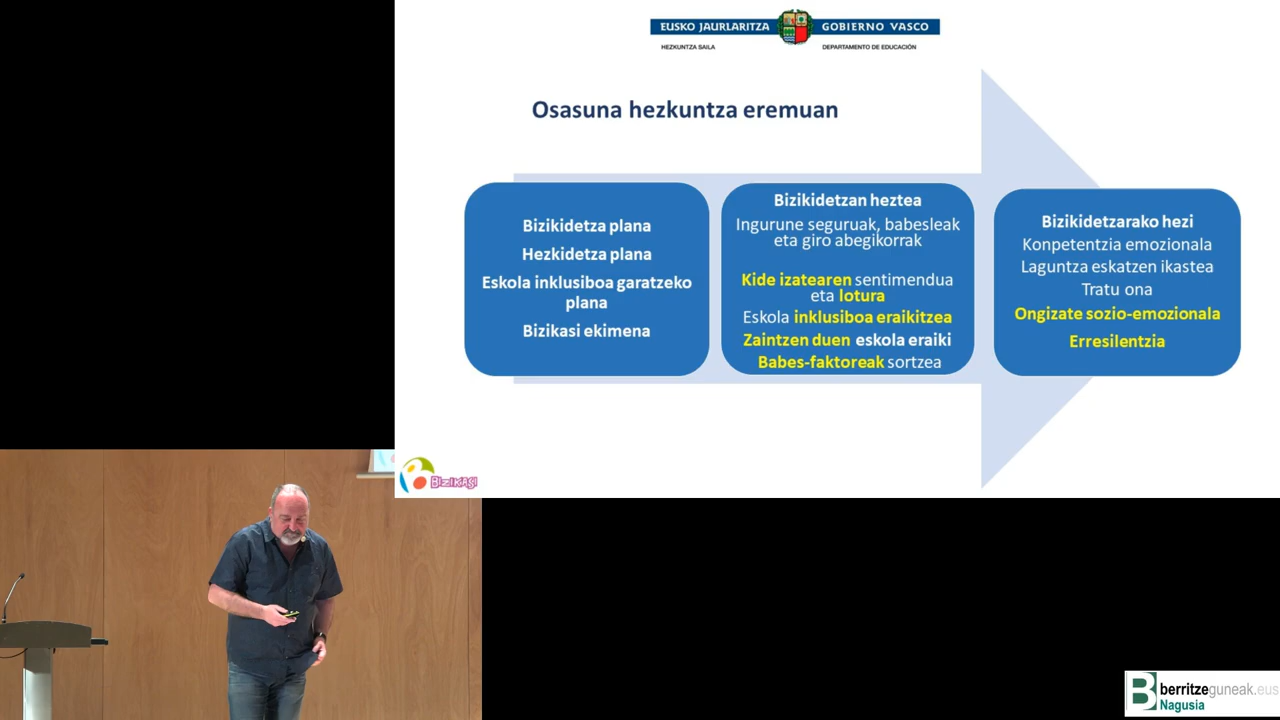 EUSKO JAURLARITZA
GOBIERNO VASCO
HEZKUNTZA SAILA
DEPARTAMENTO DE EDUCACIÓN
Osasuna hezkuntza eremuan
Bizikidetza plana
Hezkidetza plana
Eskola inklusiboa garatzeko
plana
Bizikasi ekimena
Bizikidetzan heztea
Ingurune seguruak, babesleak
eta giro abegikorrak
Kide izatearen sentimendua
eta lotura
Eskola inklusiboa eraikitzea
Zaintzen duen eskola eraiki
Babes-faktoreak sortzea
Bizikidetzarako hezi
Konpetentzia emozionala
Laguntza eskatzen ikastea
Tratu ona
Ongizate sozio-emozionala
Erresilentzia
BIZIKASI
berritzeguneak.eus
Nagusia